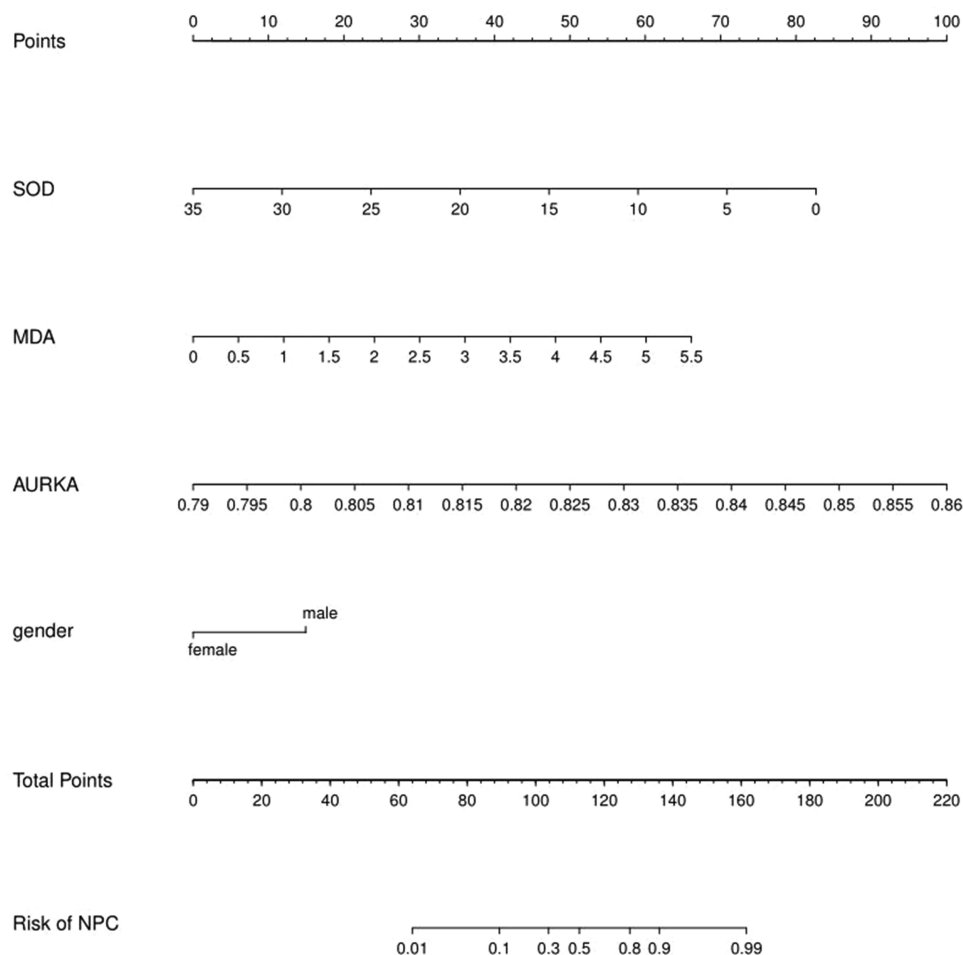 0 10 20 30 40 50 60 70 80 90 100
Points
SOD
35 30 25 20 15 10 5 0
MDA
0 0.5 1 1.5 2 2.5 3 3.5 4 4.5 5 5.5
AURKA
0.79 0.795 0.8 0.805 0.81 0.815 0.82 0.825 0.83 0.835 0.84 0.845 0.85 0.855 0.86
male
gender
female
Total Points
0 20 40 60 80 100 120 140 160 180 200 220
Risk of NPC
0.01 0.1 0.3 0.5 0.8 0.9 0.99